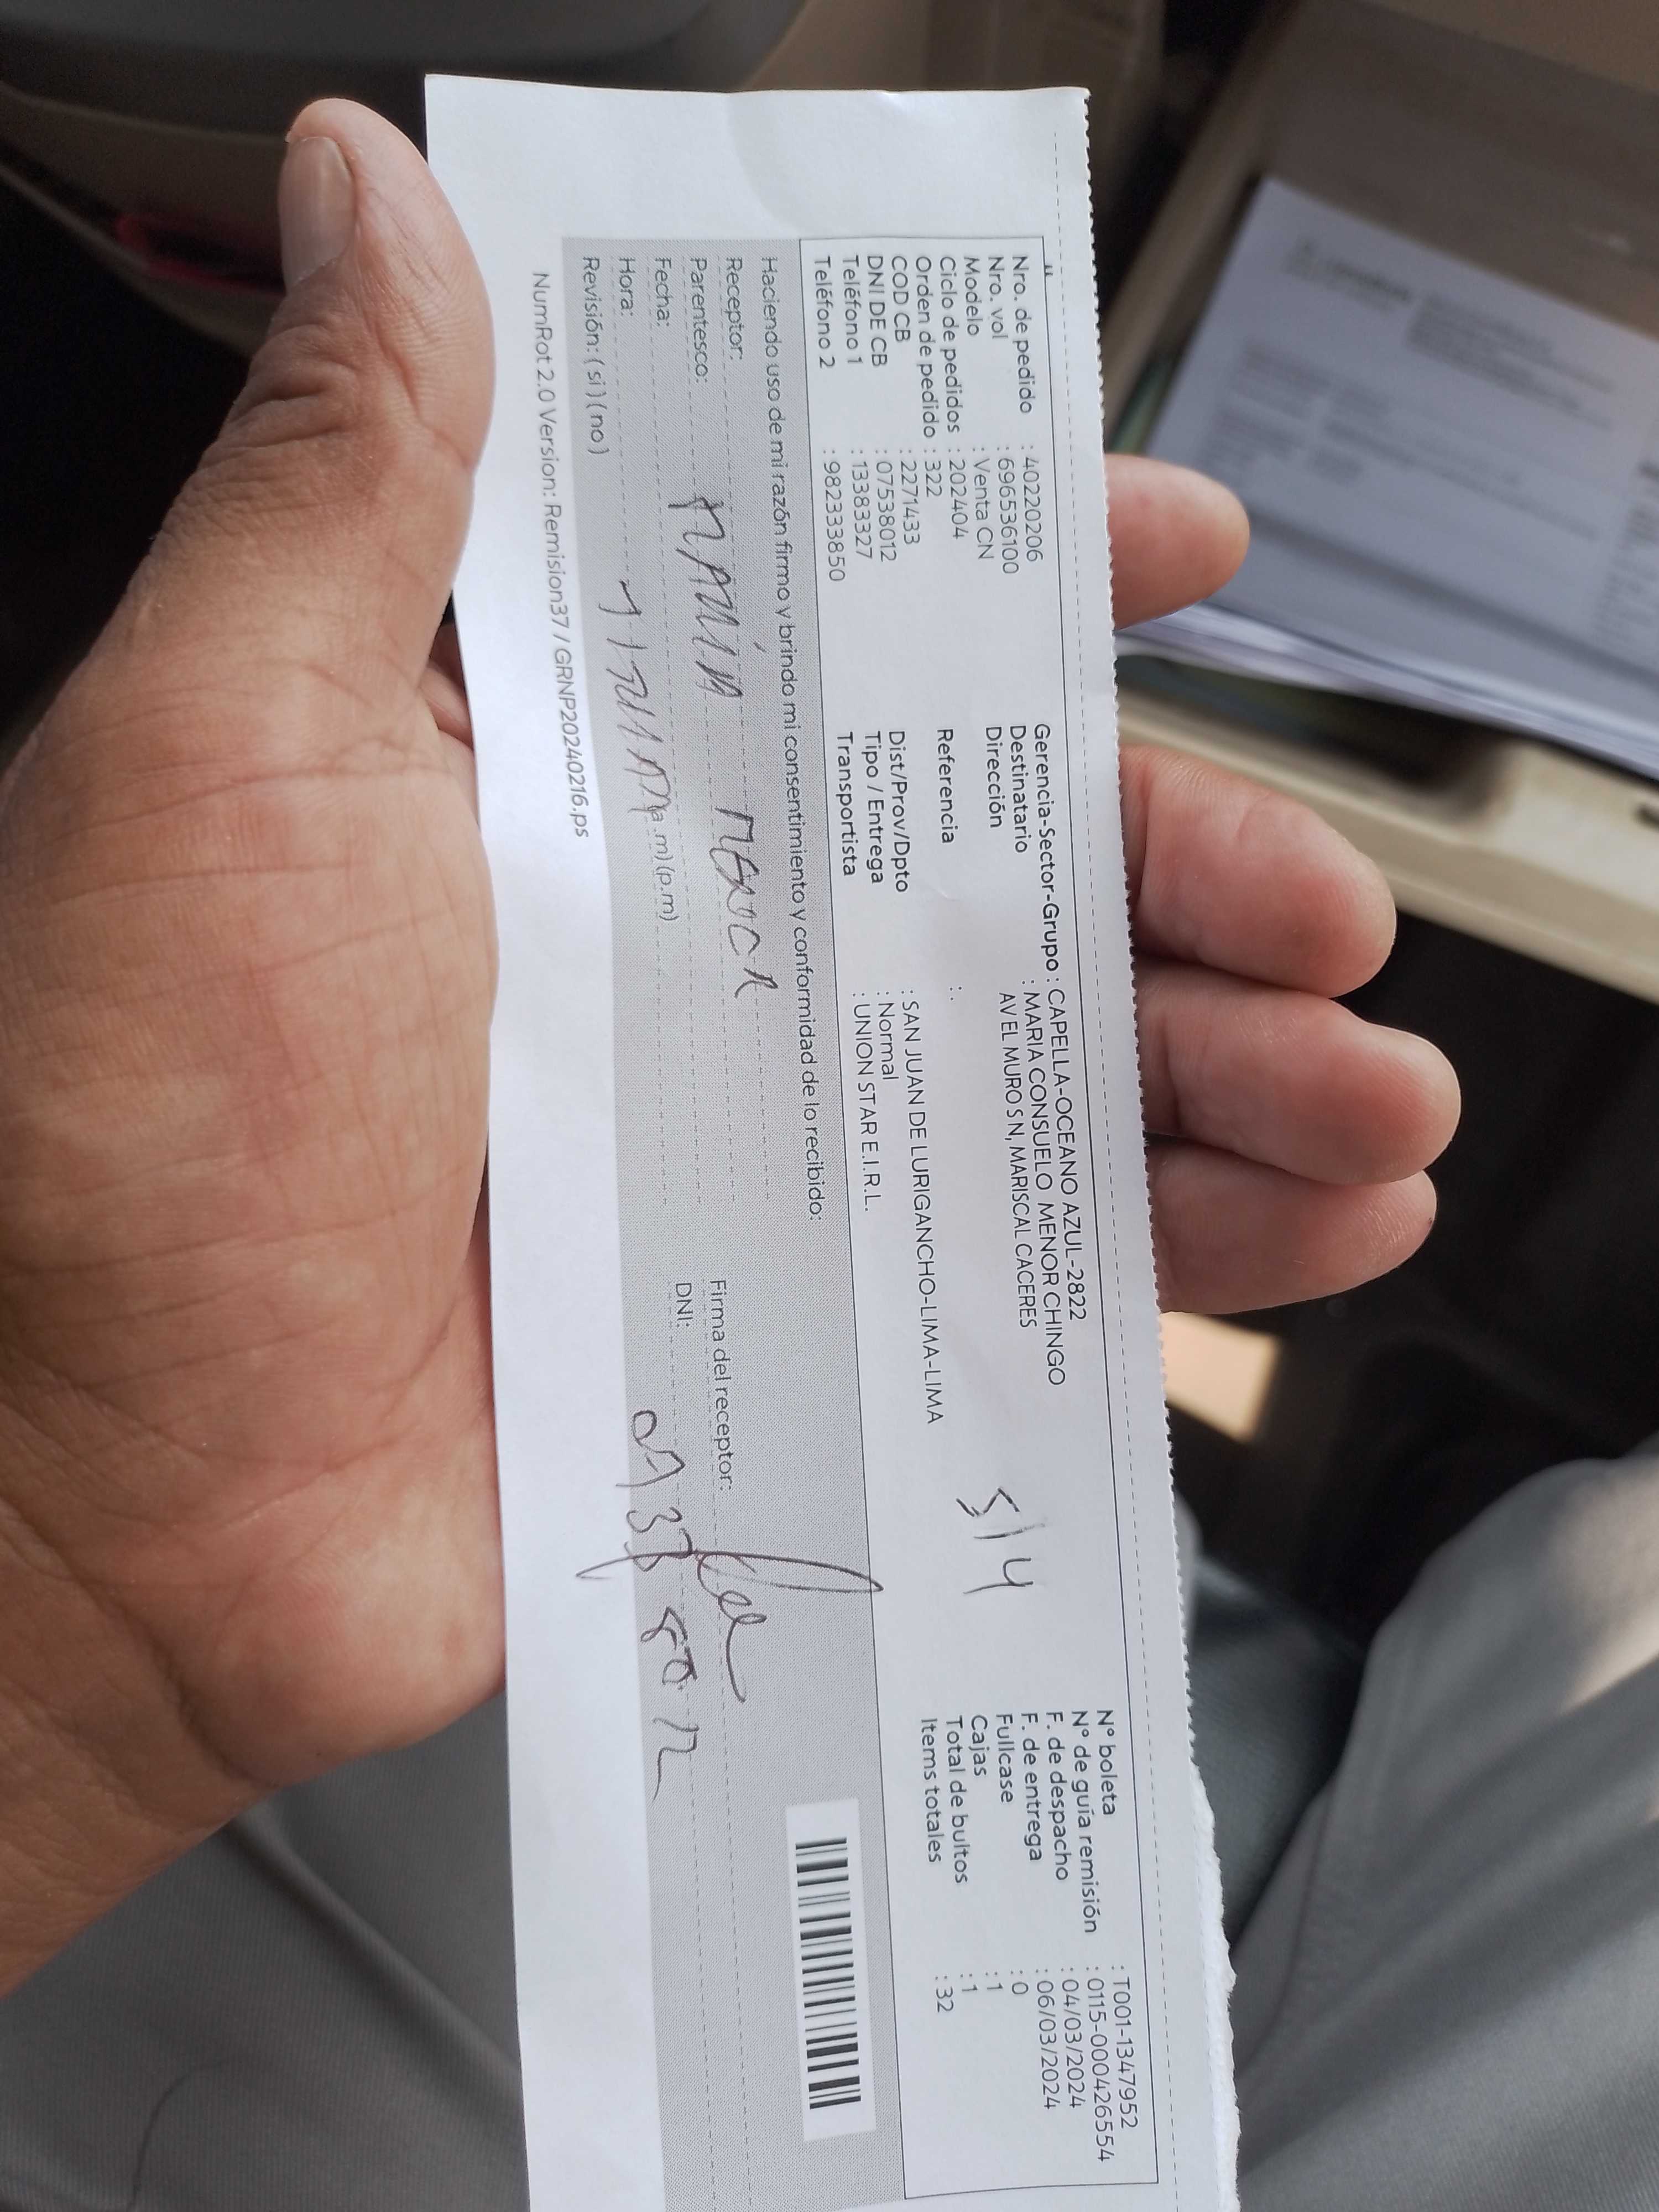 Nro. de pedido : 40220206
Nro. vol : 696536100
Modelo : Venta CN
Ciclo de pedidos : 202404
Orden de pedido : 322
COD CB : 2271433
DNI DE CB : 07538012
Teléfono 1 : 13383327
Teléfono 2 : 982333850
Gerencia-Sector-Grupo : CAPELLA-OCEANO AZUL-2822
Destinatario : MARIA CONSUELO MENOR CHINGO
Dirección AV EL MURO S N, MARISCAL CACERES
Referencia : .
Dist/Prov/Dpto : SAN JUAN DE LURIGANCHO-LIMA-LIMA
Tipo / Entrega : Normal
Transportista : UNION STAR E.I.R.L.
S/4
N° boleta : T001-1347952
N° de guía remisión : 0115-000426554
F. de despacho : 04/03/2024
F. de entrega : 06/03/2024
Fullcase : 0
Cajas : 1
Total de bultos : 1
Items totales : 32
Haciendo uso de mi razón firmo y brindo mi consentimiento y conformidad de lo recibido:
Receptor: MARIA
Parentesco:
Fecha:
Hora: (a.m) (p.m)
Revisión: (si) (no)
Firma del receptor:
DNI:
NumRot 2.0 Version: Remision37 / GRNP20240216.ps